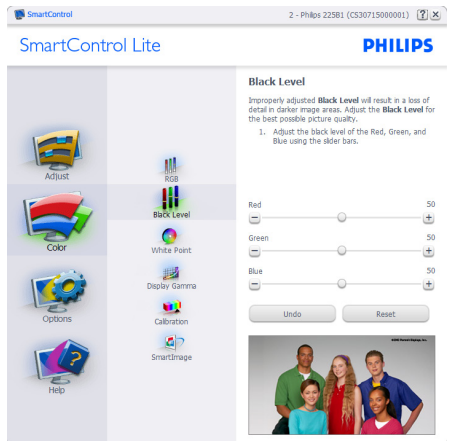 SmartControl
2 - Philips 225B1 (CS30715000001)
? X
SmartControl Lite
PHILIPS
Adjust
Color
Options
Help
RGB
Black Level
White Point
Display Gamma
Calibration
SmartImage
Black Level
Improperly adjusted Black Level will result in a loss of
detail in darker image areas. Adjust the Black Level for
the best possible picture quality.
1. Adjust the black level of the Red, Green, and
Blue using the slider bars.
Red 50
Green 50
Blue 50
Undo
Reset